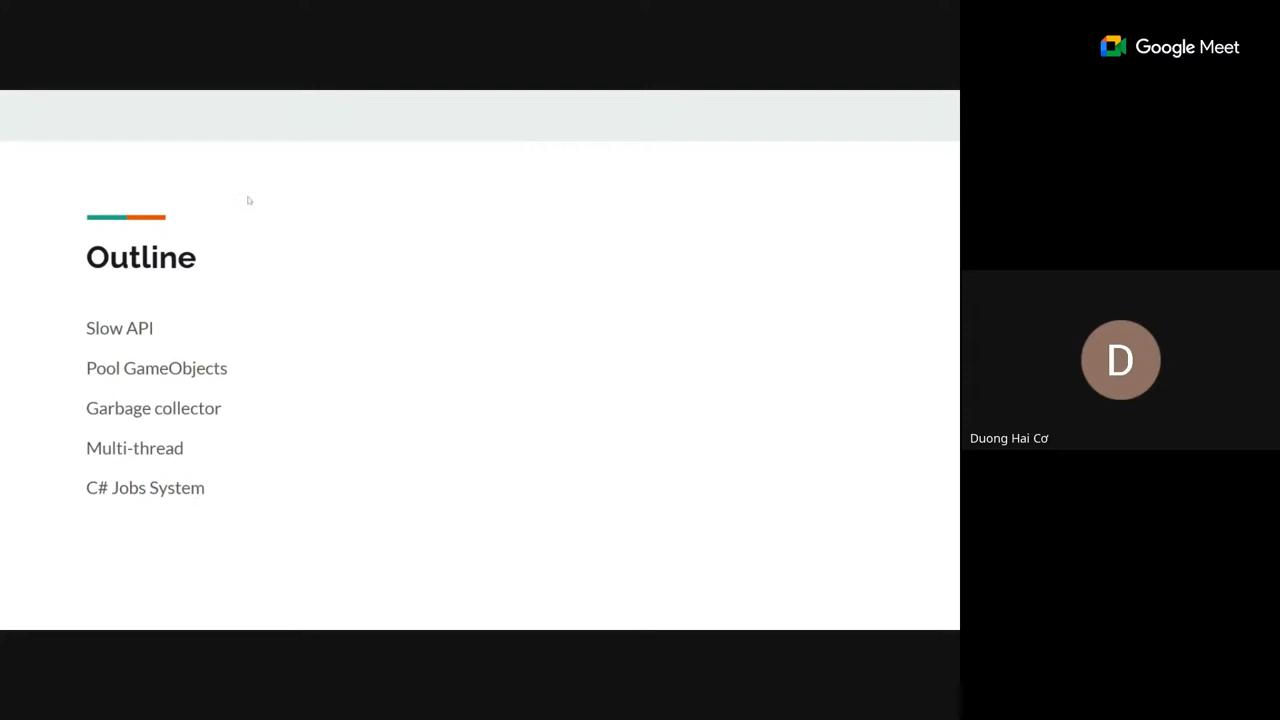 Google Meet
Outline
Slow API
Pool GameObjects
Garbage collector
Multi-thread
C# Jobs System
D
Duong Hai Cơ